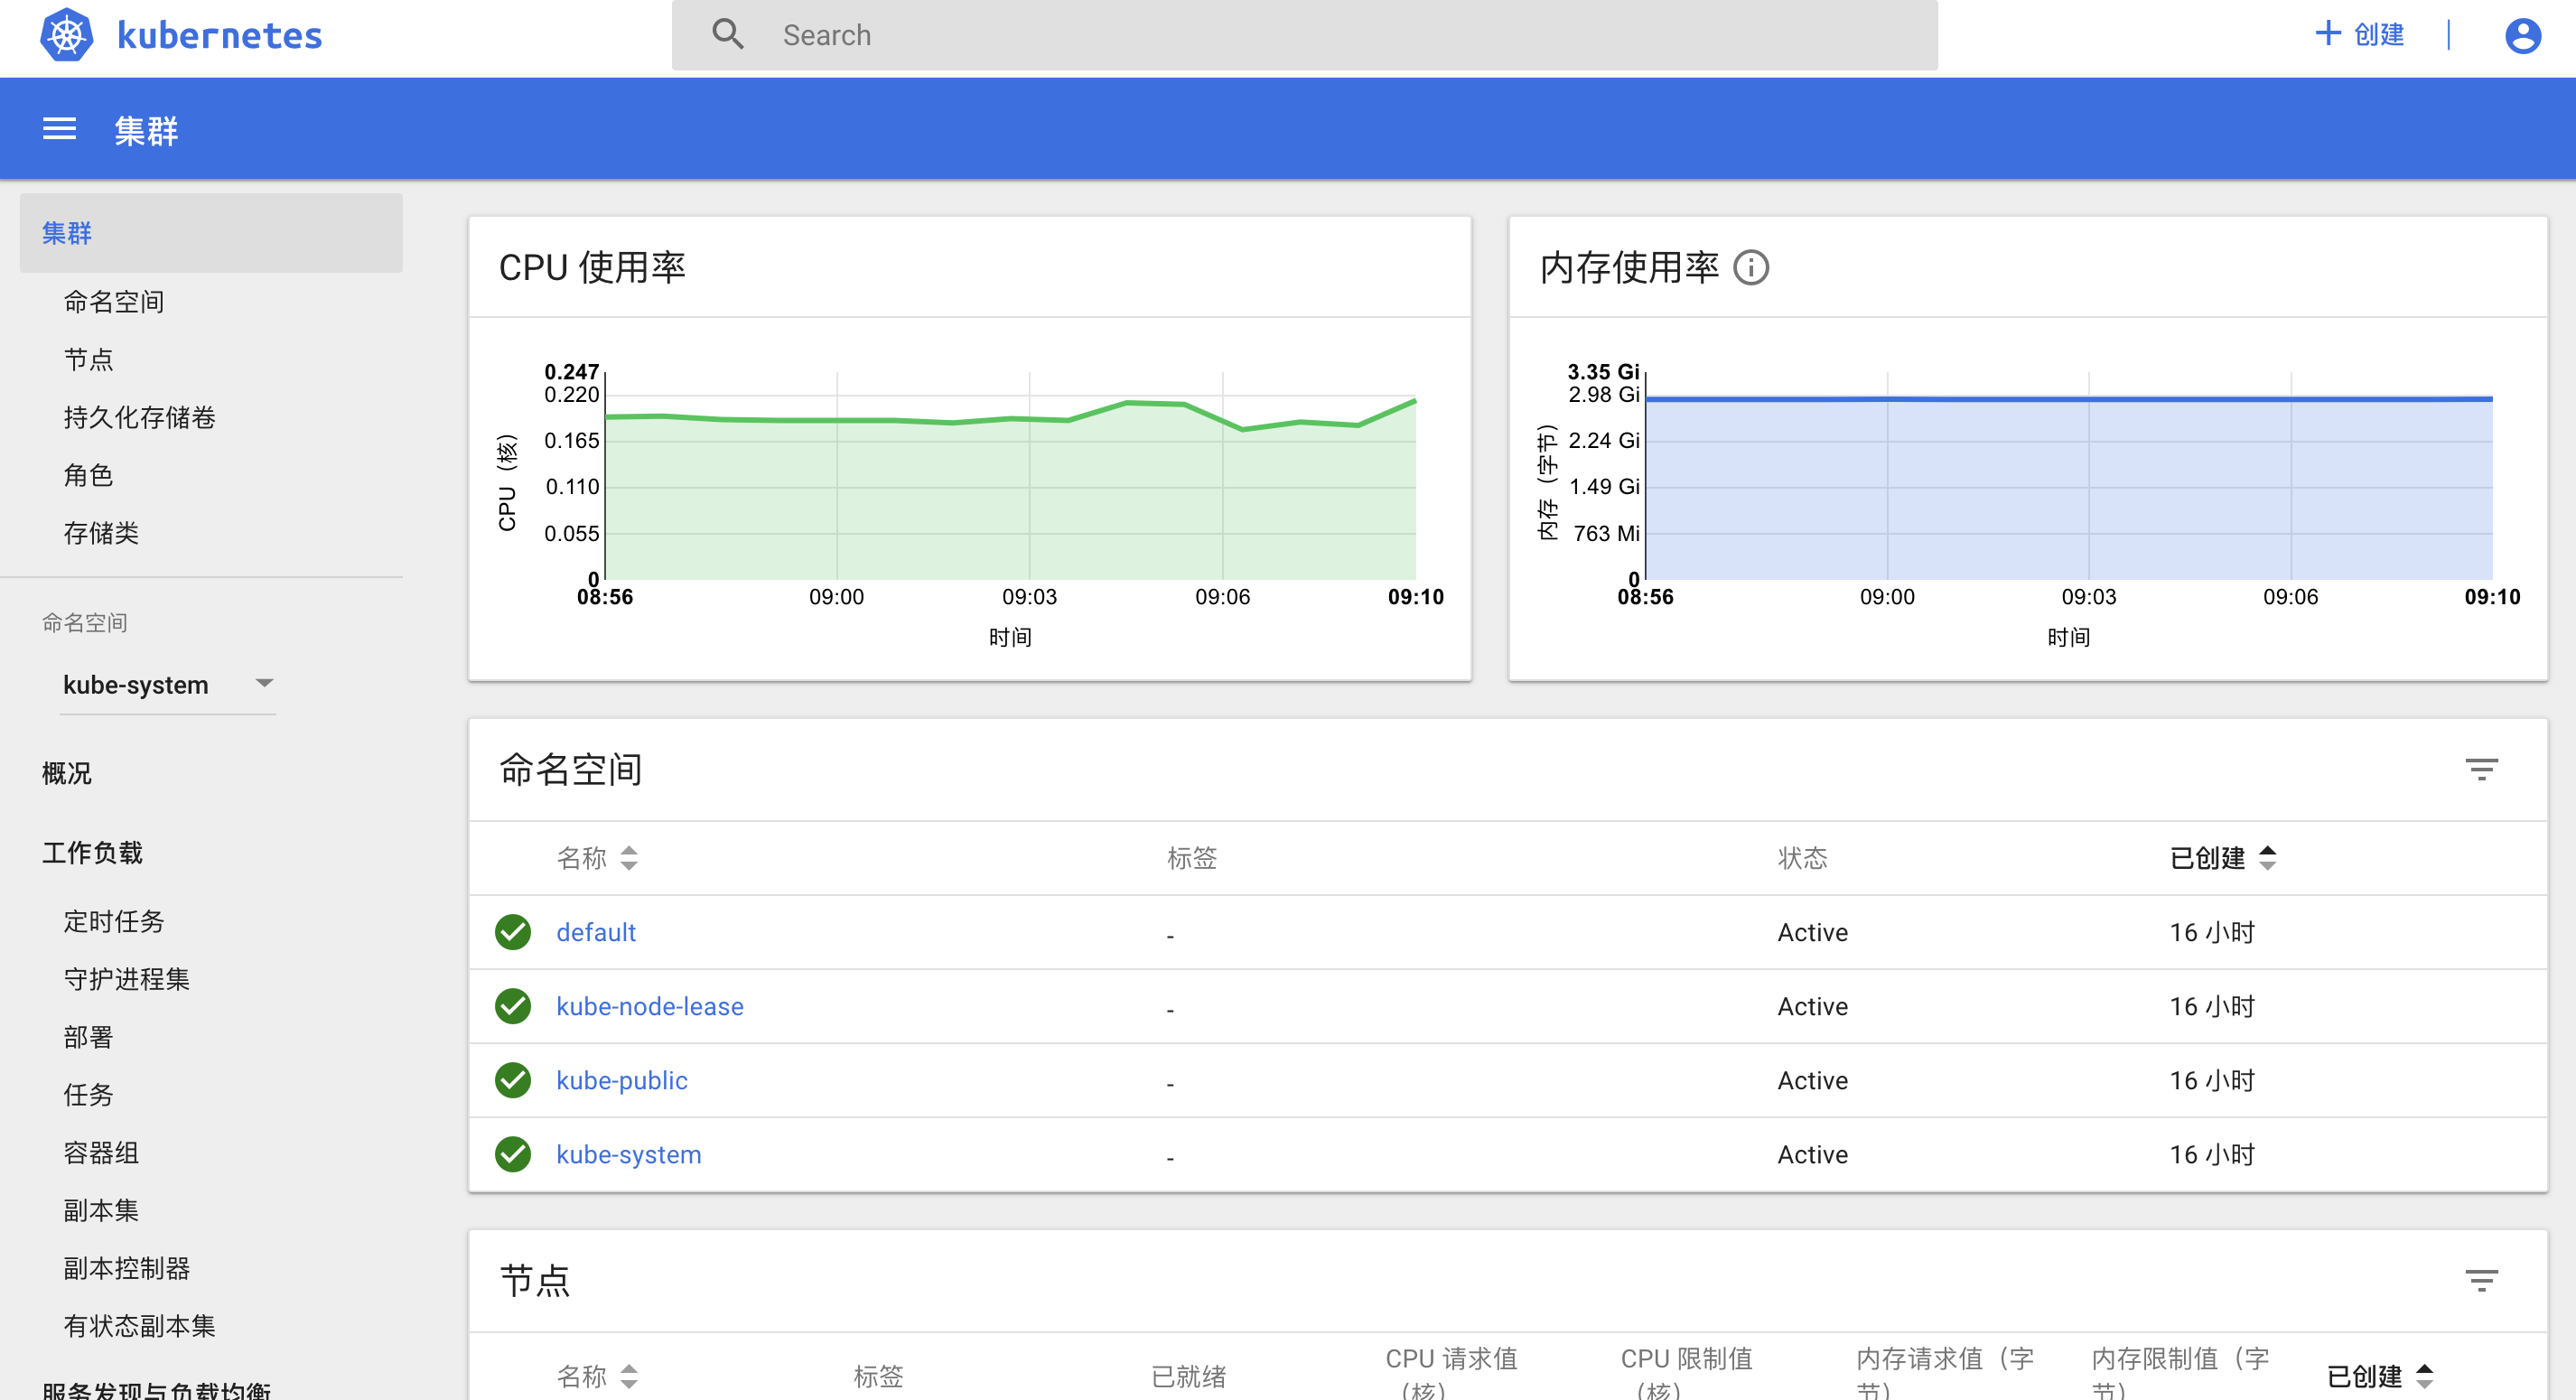 kubernetes
Search
创建
集群
集群
命名空间
节点
持久化存储卷
角色
存储类
命名空间
kube-system
概况
工作负载
定时任务
守护进程集
部署
任务
容器组
副本集
副本控制器
有状态副本集
服务发现与负载均衡
CPU 使用率
CPU（核）
0.247
0.220
0.165
0.110
0.055
0
08:56
09:00
09:03
09:06
09:10
时间
内存使用率
内存（字节）
3.35 Gi
2.98 Gi
2.24 Gi
1.49 Gi
763 Mi
0
08:56
09:00
09:03
09:06
09:10
时间
命名空间
名称 标签 状态 已创建
default - Active 16 小时
kube-node-lease - Active 16 小时
kube-public - Active 16 小时
kube-system - Active 16 小时
节点
名称 标签 已就绪 CPU 请求值（核） CPU 限制值（核） 内存请求值（字节） 内存限制值（字节） 已创建